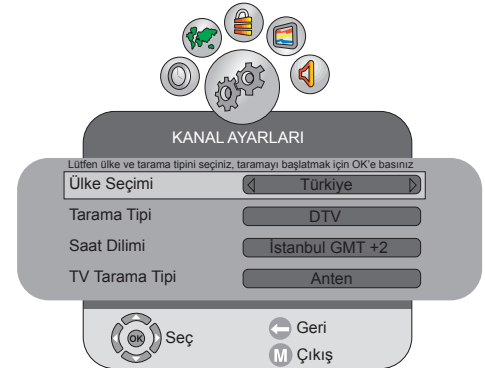 KANAL AYARLARI
Lütfen ülke ve tarama tipini seçiniz, taramayı başlatmak için OK'e basınız
Ülke Seçimi Türkiye
Tarama Tipi DTV
Saat Dilimi İstanbul GMT +2
TV Tarama Tipi Anten
OK Seç
Geri
M Çıkış